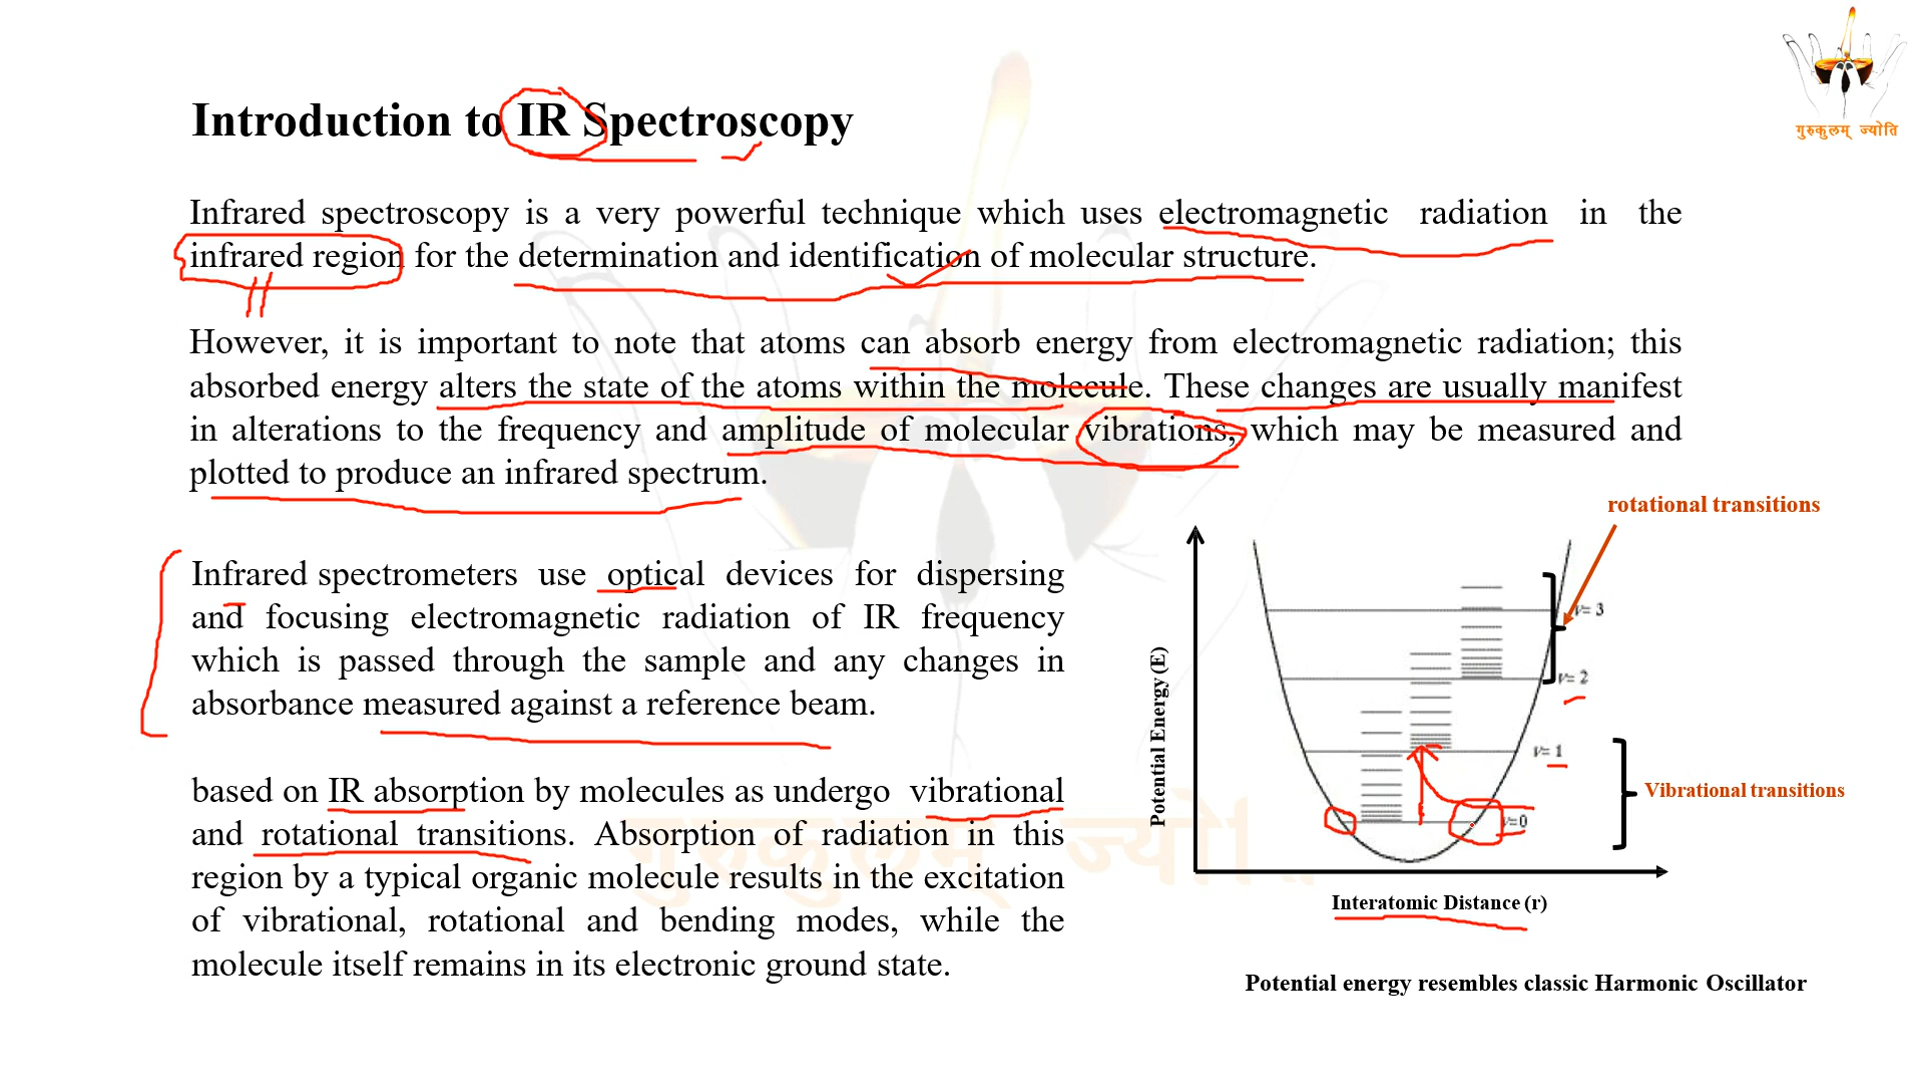 गुरुकुलम् ज्योति
Introduction to IR Spectroscopy
Infrared spectroscopy is a very powerful technique which uses electromagnetic radiation in the
infrared region for the determination and identification of molecular structure.
However, it is important to note that atoms can absorb energy from electromagnetic radiation; this
absorbed energy alters the state of the atoms within the molecule. These changes are usually manifest
in alterations to the frequency and amplitude of molecular vibrations, which may be measured and
plotted to produce an infrared spectrum.
Infrared spectrometers use optical devices for dispersing
and focusing electromagnetic radiation of IR frequency
which is passed through the sample and any changes in
absorbance measured against a reference beam.
based on IR absorption by molecules as undergo vibrational
and rotational transitions. Absorption of radiation in this
region by a typical organic molecule results in the excitation
of vibrational, rotational and bending modes, while the
molecule itself remains in its electronic ground state.
rotational transitions
v= 3
v= 2
v= 1
v=0
Vibrational transitions
Potential Energy (E)
Interatomic Distance (r)
Potential energy resembles classic Harmonic Oscillator
गुरुकुलम् ज्योति